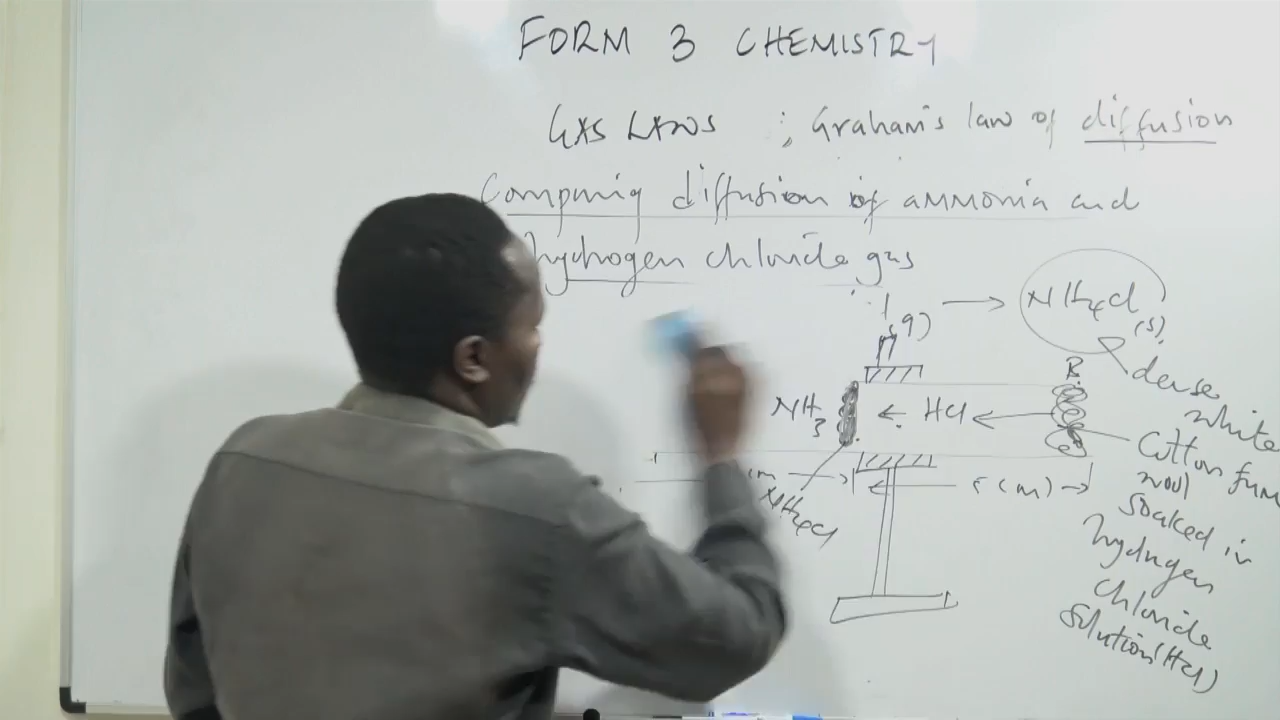 FORM 3 CHEMISTRY
GAS LAWS ; Graham's law of diffusion
Comparing diffusion of ammonia and
hydrogen chloride gas
(g) → NH4Cl(s)
dense
white
fum
B
NH3 ← HCl ←
Cotton
wool
soaked in
hydrogen
chloride
solution (HCl)
NH4Cl